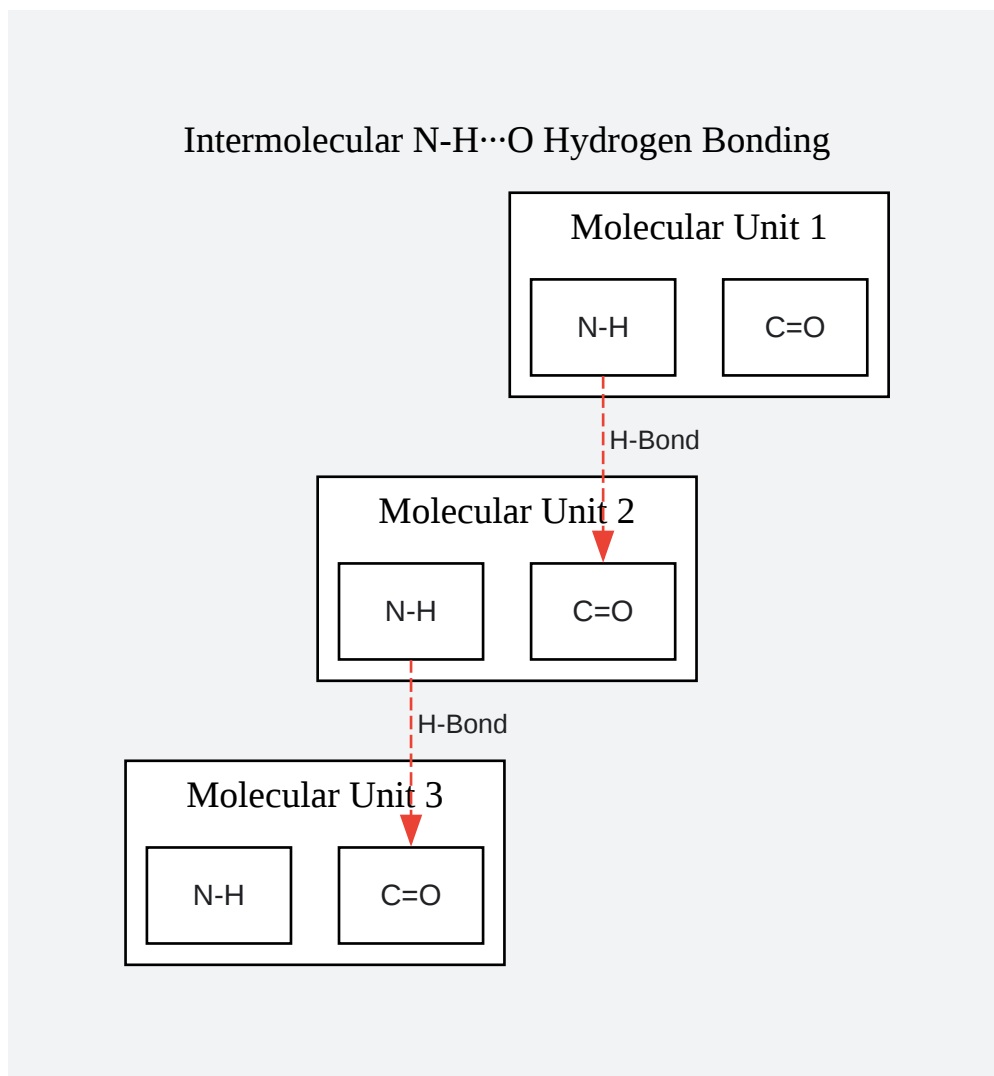 Intermolecular N-H···O Hydrogen Bonding
Molecular Unit 1
N-H
C=O
H-Bond
Molecular Unit 2
N-H
C=O
H-Bond
Molecular Unit 3
N-H
C=O